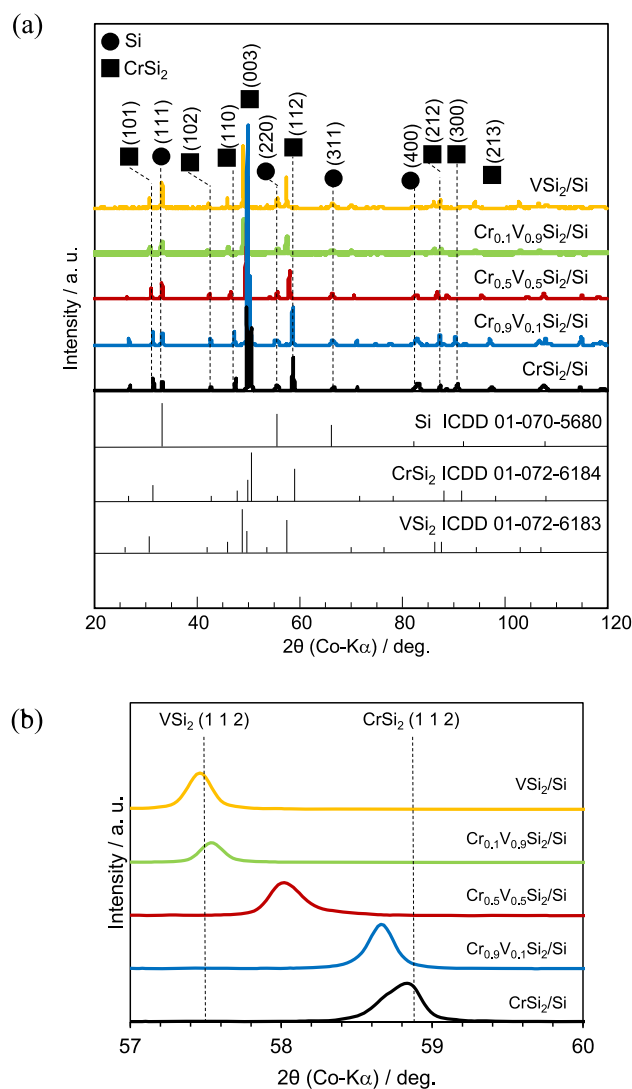 (a)
Si
CrSi₂
(101)
(111)
(102)
(110)
(003)
(220)
(112)
(311)
(400)
(212)
(300)
(213)
VSi₂/Si
Cr₀.₁V₀.₉Si₂/Si
Cr₀.₅V₀.₅Si₂/Si
Cr₀.₉V₀.₁Si₂/Si
CrSi₂/Si
Si ICDD 01-070-5680
CrSi₂ ICDD 01-072-6184
VSi₂ ICDD 01-072-6183
Intensity / a. u.
20 40 60 80 100 120
2θ (Co-Kα) / deg.
(b)
VSi₂ (1 1 2) CrSi₂ (1 1 2)
VSi₂/Si
Cr₀.₁V₀.₉Si₂/Si
Cr₀.₅V₀.₅Si₂/Si
Cr₀.₉V₀.₁Si₂/Si
CrSi₂/Si
Intensity / a. u.
57 58 59 60
2θ (Co-Kα) / deg.